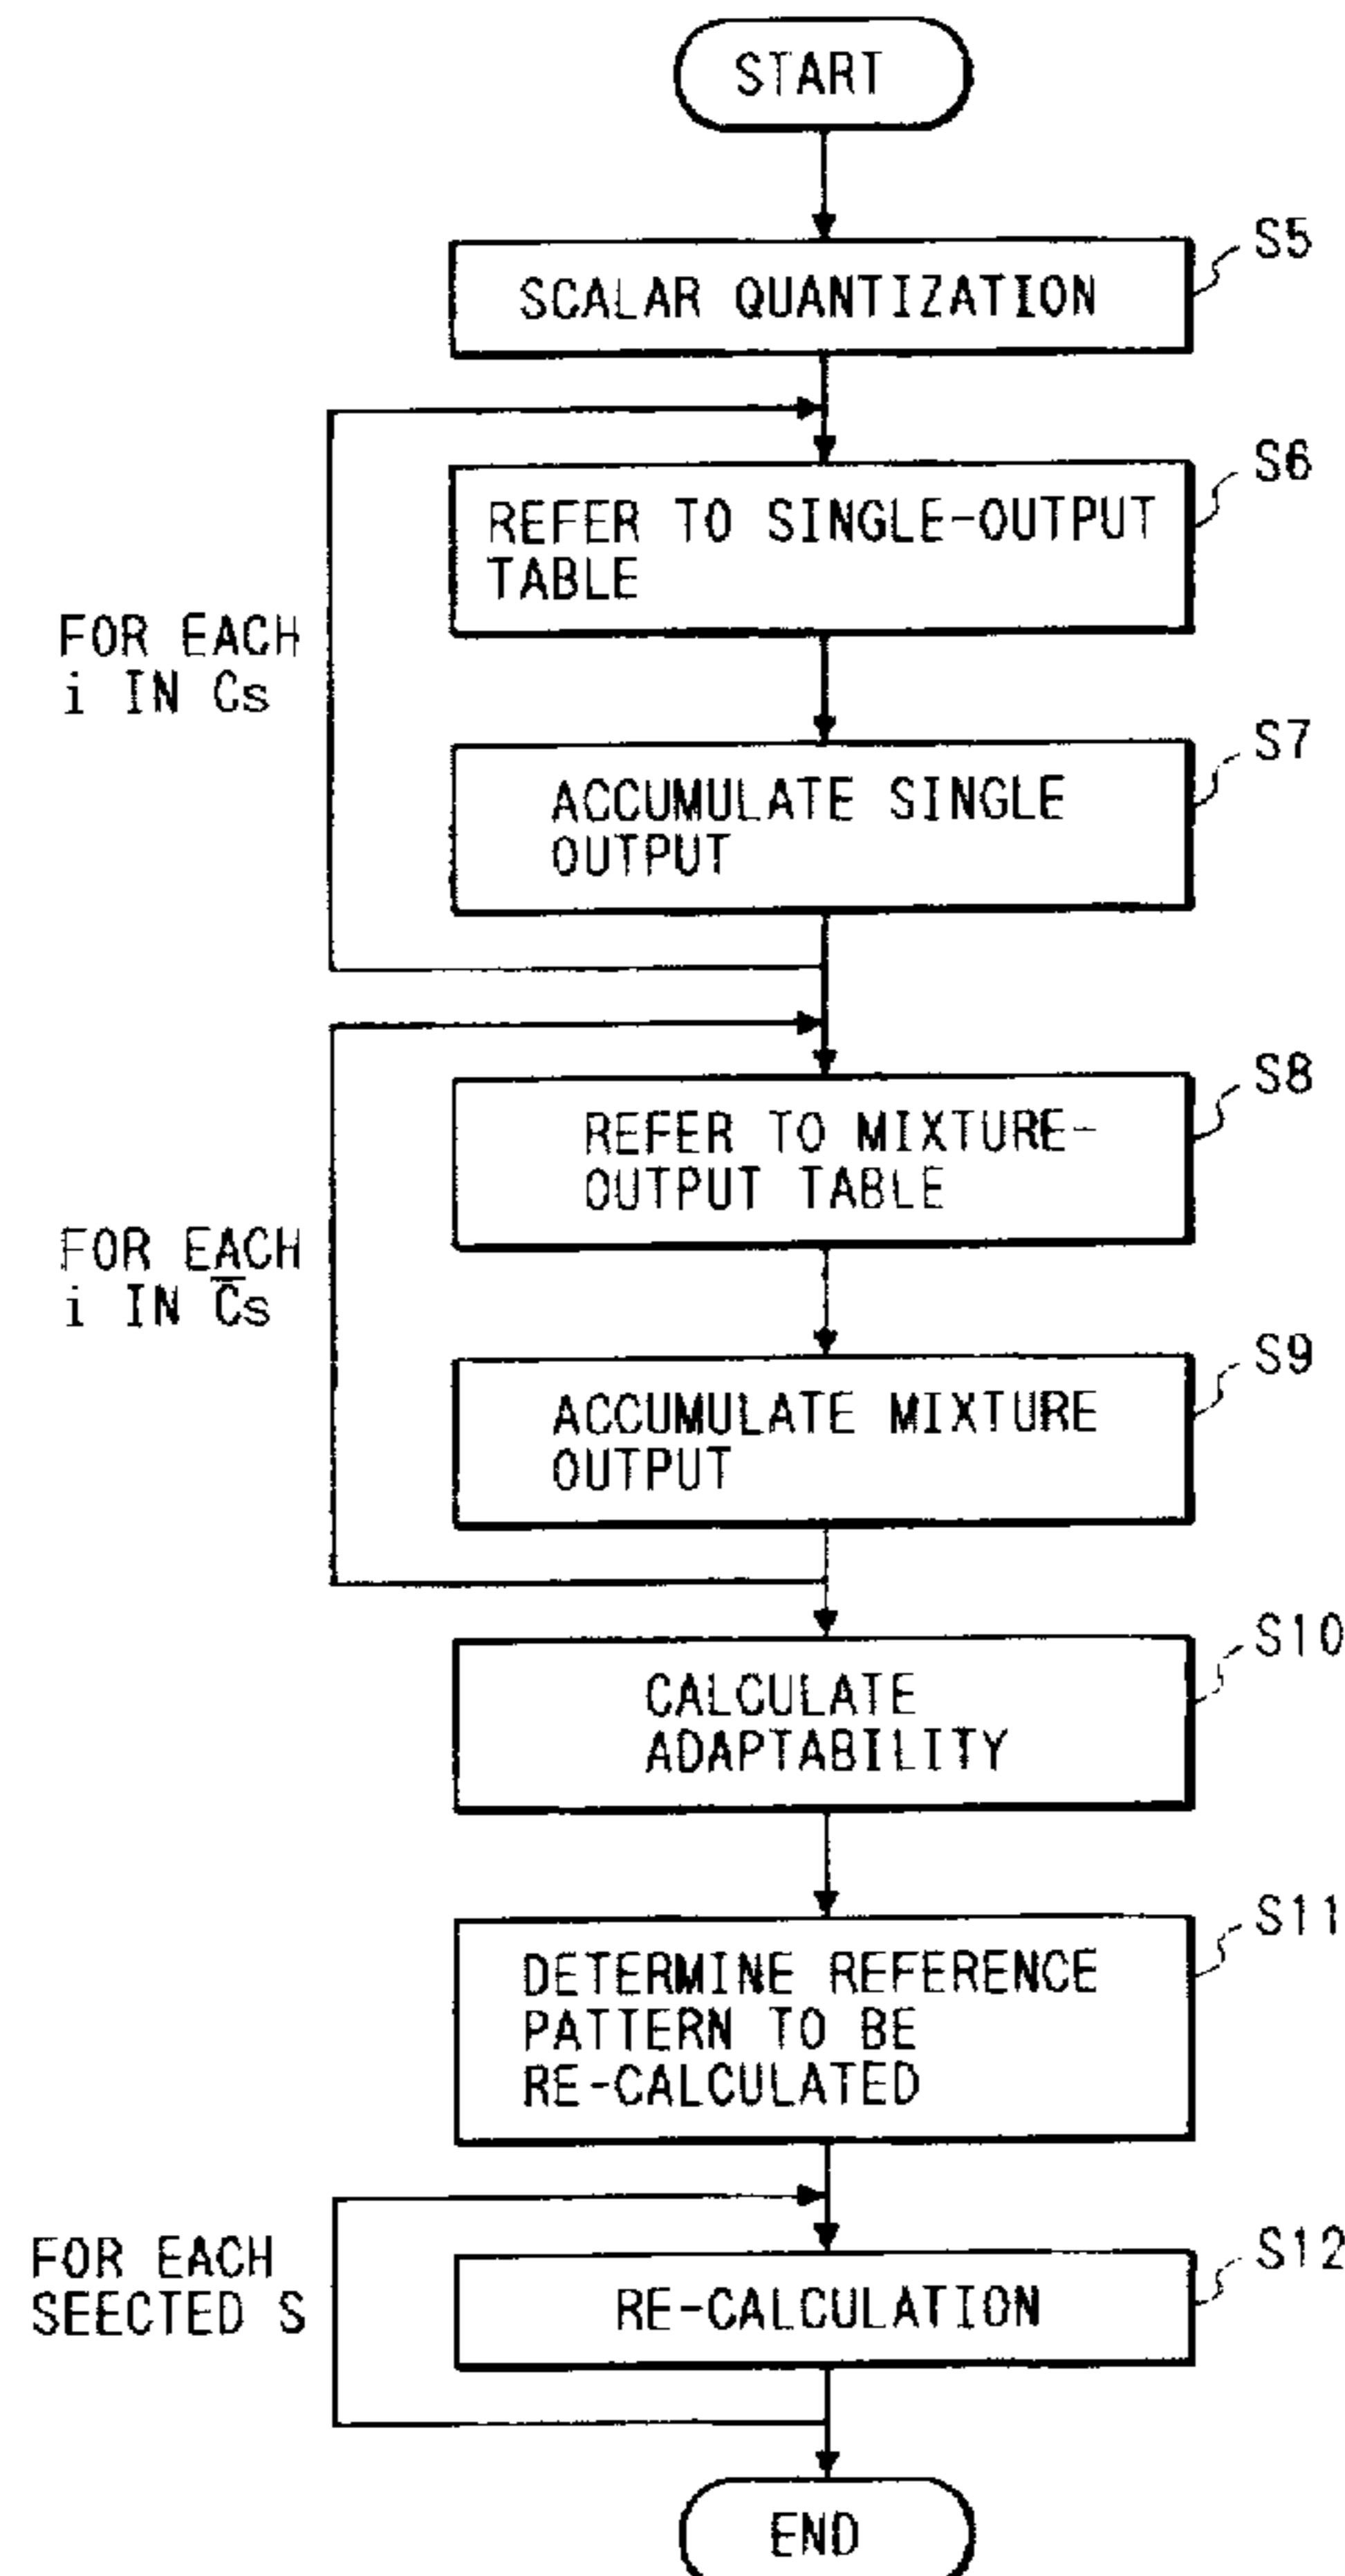 START
S5
SCALAR QUANTIZATION
S6
REFER TO SINGLE-OUTPUT
TABLE
FOR EACH
i IN Cs
S7
ACCUMULATE SINGLE
OUTPUT
S8
REFER TO MIXTURE-
OUTPUT TABLE
FOR EACH
i IN C̅s
S9
ACCUMULATE MIXTURE
OUTPUT
S10
CALCULATE
ADAPTABILITY
S11
DETERMINE REFERENCE
PATTERN TO BE
RE-CALCULATED
FOR EACH
SEECTED S
S12
RE-CALCULATION
END